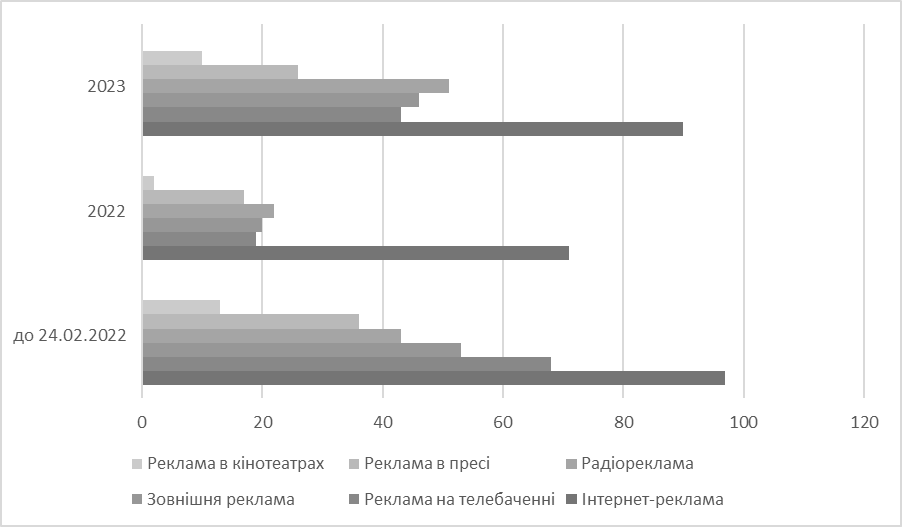 2023
2022
до 24.02.2022
0 20 40 60 80 100 120
Реклама в кінотеатрах Реклама в пресі Радіореклама
Зовнішня реклама Реклама на телебаченні Інтернет-реклама